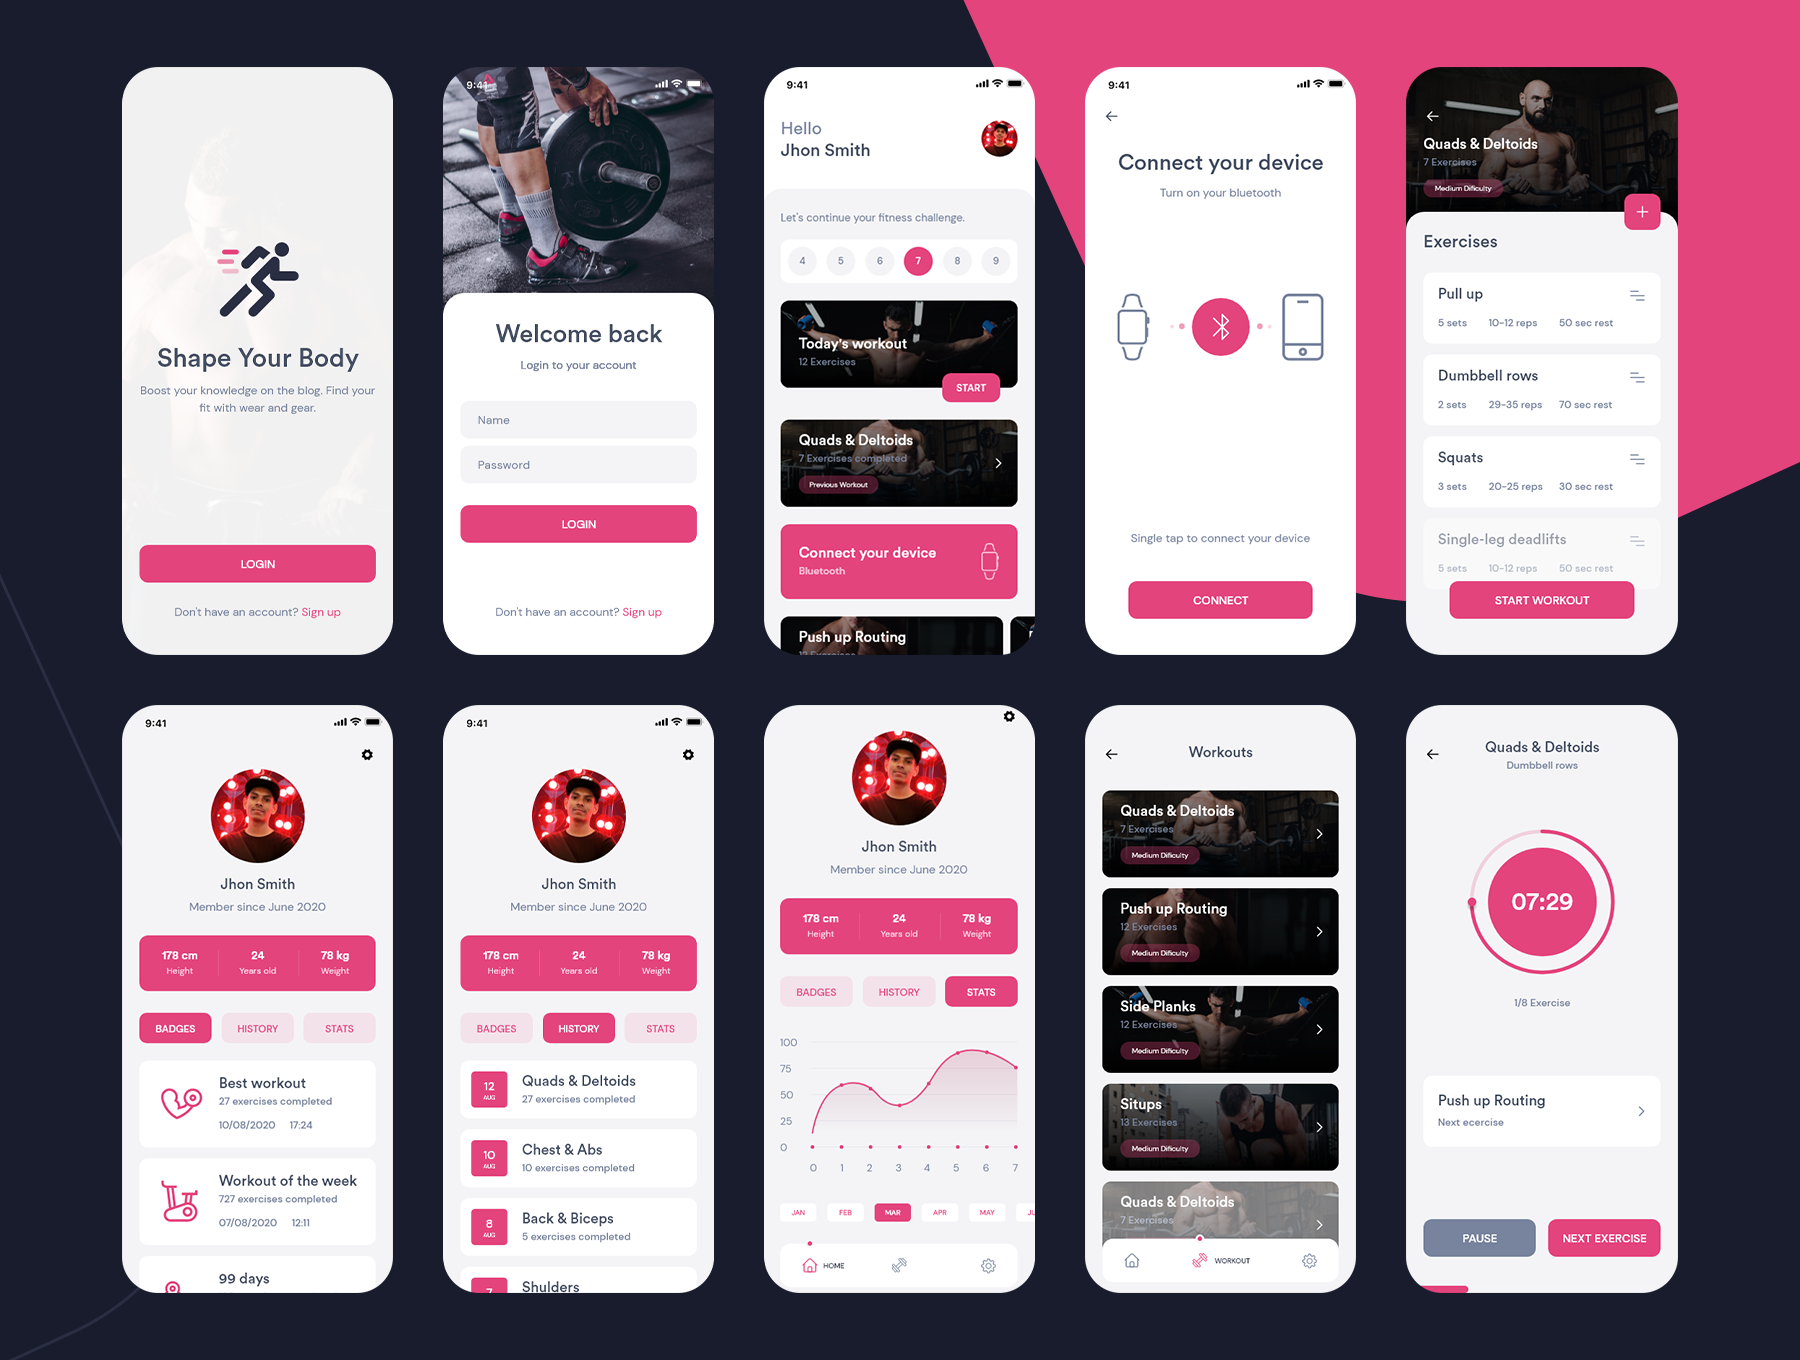 Shape Your Body
Boost your knowledge on the blog. Find your
fit with wear and gear.
LOGIN
Don't have an account? Sign up
9:41
Welcome back
Login to your account
Name
Password
LOGIN
Don't have an account? Sign up
9:41
Hello
Jhon Smith
Let's continue your fitness challenge.
4 5 6 7 8 9
Today's workout
12 Exercises
START
Quads & Deltoids
7 Exercises completed
Previous Workout
Connect your device
Bluetooth
Push up Routing
12 Exercises
9:41
Connect your device
Turn on your bluetooth
Single tap to connect your device
CONNECT
Quads & Deltoids
7 Exercises
Medium Dificulty
Exercises
Pull up
5 sets 10-12 reps 50 sec rest
Dumbbell rows
2 sets 29-35 reps 70 sec rest
Squats
3 sets 20-25 reps 30 sec rest
Single-leg deadlifts
5 sets 10-12 reps 50 sec rest
START WORKOUT
9:41
Jhon Smith
Member since June 2020
178 cm 24 78 kg
Height Years old Weight
BADGES HISTORY STATS
Best workout
27 exercises completed
10/08/2020 17:24
Workout of the week
727 exercises completed
07/08/2020 12:11
99 days
9:41
Jhon Smith
Member since June 2020
178 cm 24 78 kg
Height Years old Weight
BADGES HISTORY STATS
12 AUG
Quads & Deltoids
27 exercises completed
10 AUG
Chest & Abs
10 exercises completed
8 AUG
Back & Biceps
5 exercises completed
7
Shulders
Jhon Smith
Member since June 2020
178 cm 24 78 kg
Height Years old Weight
BADGES HISTORY STATS
100
75
50
25
0
0 1 2 3 4 5 6 7
JAN FEB MAR APR MAY JU
HOME
Workouts
Quads & Deltoids
7 Exercises
Medium Dificulty
Push up Routing
12 Exercises
Medium Dificulty
Side Planks
12 Exercises
Medium Dificulty
Situps
13 Exercises
Medium Dificulty
Quads & Deltoids
7 Exercises
WORKOUT
Quads & Deltoids
Dumbbell rows
07:29
1/8 Exercise
Push up Routing
Next ecercise
PAUSE
NEXT EXERCISE